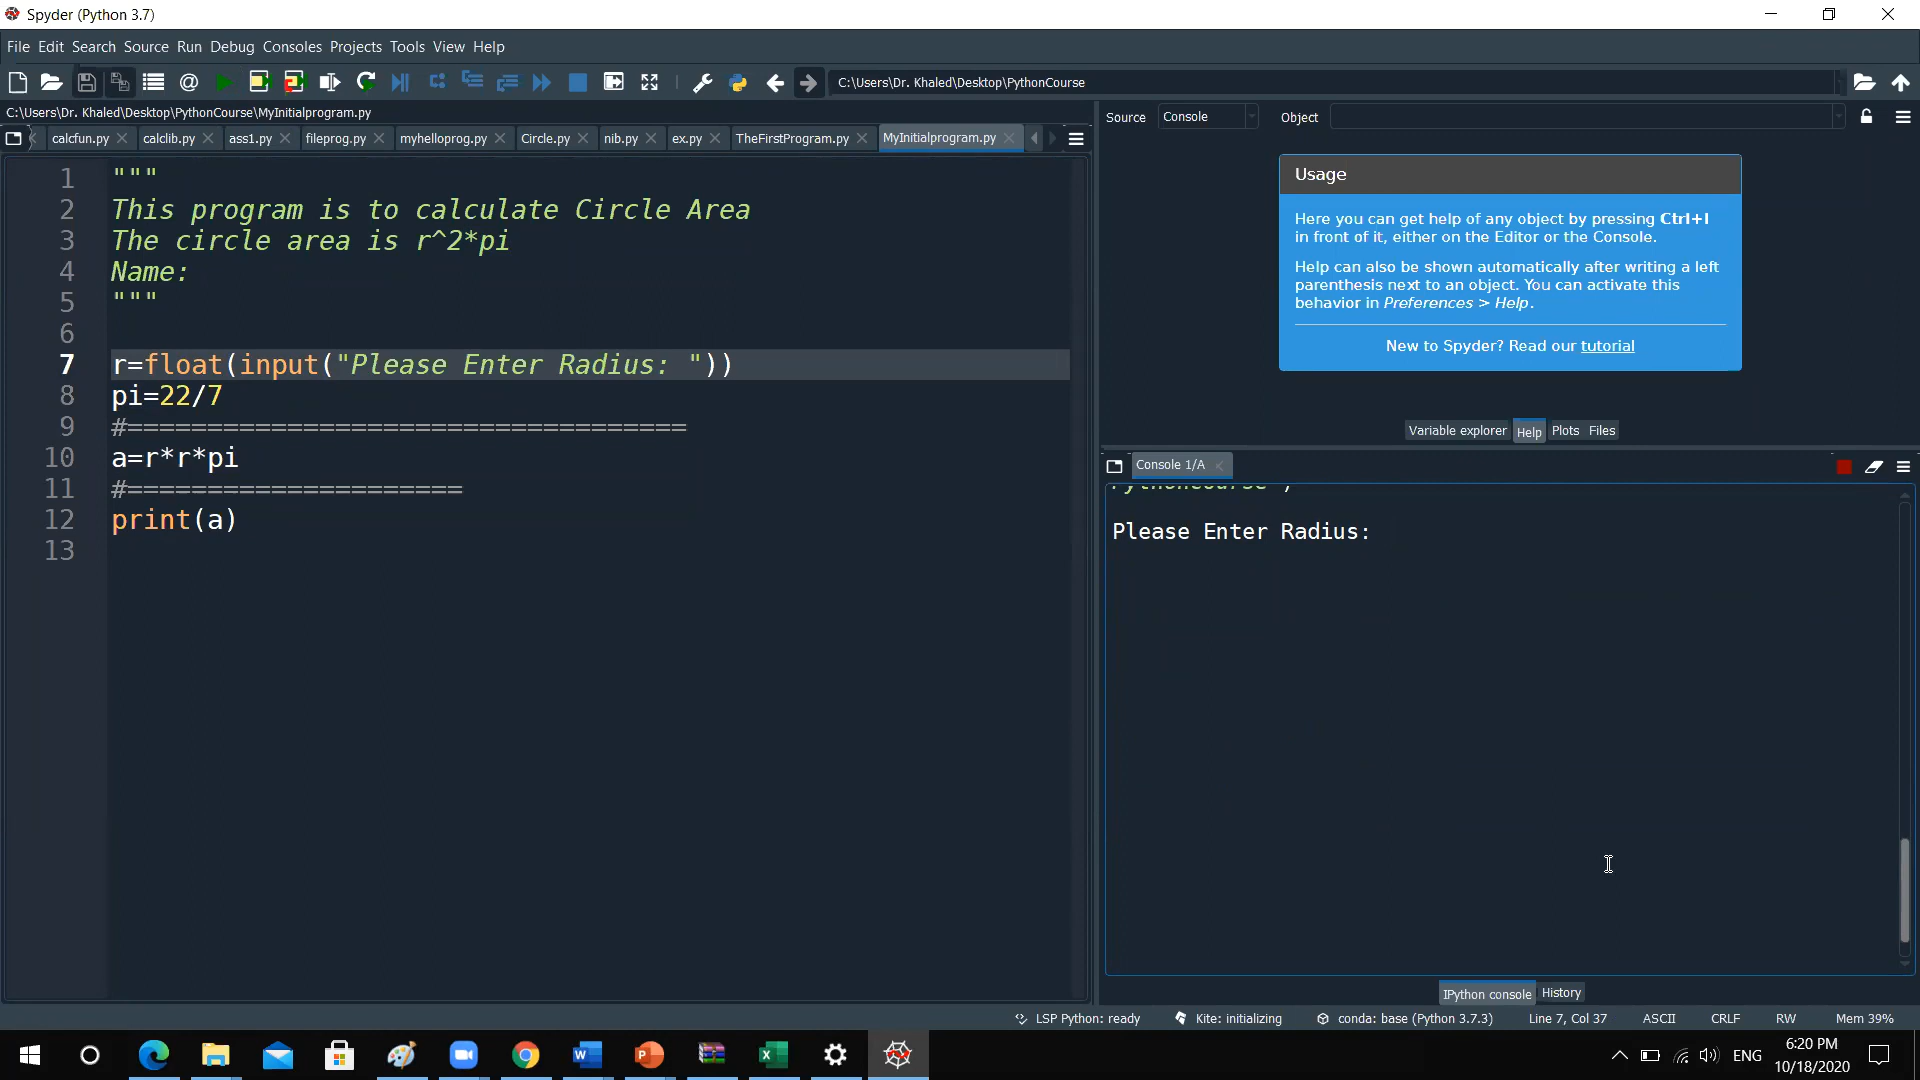 Spyder (Python 3.7)
File Edit Search Source Run Debug Consoles Projects Tools View Help
C:\Users\Dr. Khaled\Desktop\PythonCourse
C:\Users\Dr. Khaled\Desktop\PythonCourse\MyInitialprogram.py
calcfun.py calclib.py ass1.py fileprog.py myhelloprog.py Circle.py nib.py ex.py TheFirstProgram.py MyInitialprogram.py
1 """
2 This program is to calculate Circle Area
3 The circle area is r^2*pi
4 Name:
5 """
6
7 r=float(input("Please Enter Radius: "))
8 pi=22/7
9 #===================================
10 a=r*r*pi
11 #=====================
12 print(a)
13
Source Console Object
Usage
Here you can get help of any object by pressing Ctrl+I
in front of it, either on the Editor or the Console.
Help can also be shown automatically after writing a left
parenthesis next to an object. You can activate this
behavior in Preferences > Help.
New to Spyder? Read our tutorial
Variable explorer Help Plots Files
Console 1/A
PythonCourse')
Please Enter Radius:
IPython console History
LSP Python: ready Kite: initializing conda: base (Python 3.7.3) Line 7, Col 37 ASCII CRLF RW Mem 39%
ENG
6:20 PM
10/18/2020